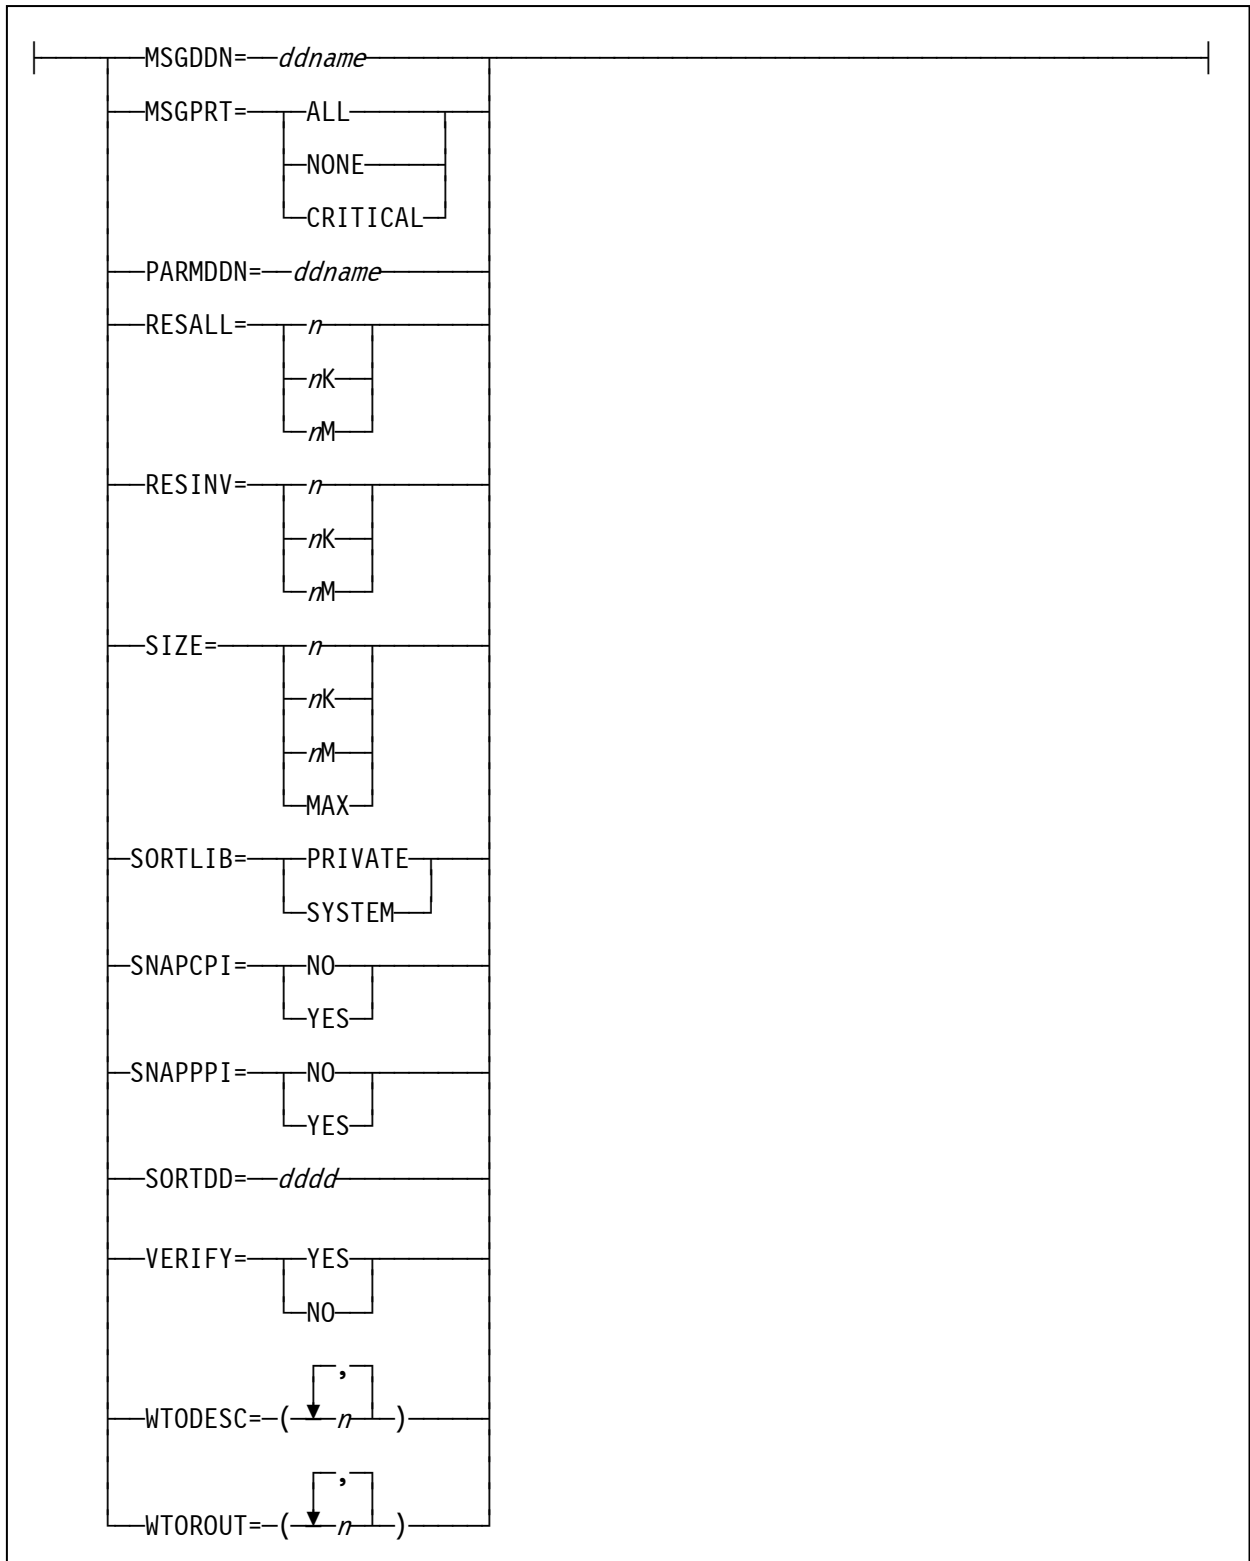 MSGDDN= ddname
MSGPRT= ALL
NONE
CRITICAL
PARMDDN= ddname
RESALL= n
nK
nM
RESINV= n
nK
nM
SIZE= n
nK
nM
MAX
SORTLIB= PRIVATE
SYSTEM
SNAPCPI= NO
YES
SNAPPPI= NO
YES
SORTDD= dddd
VERIFY= YES
NO
,
WTODESC= ( n )
,
WTOROUT= ( n )